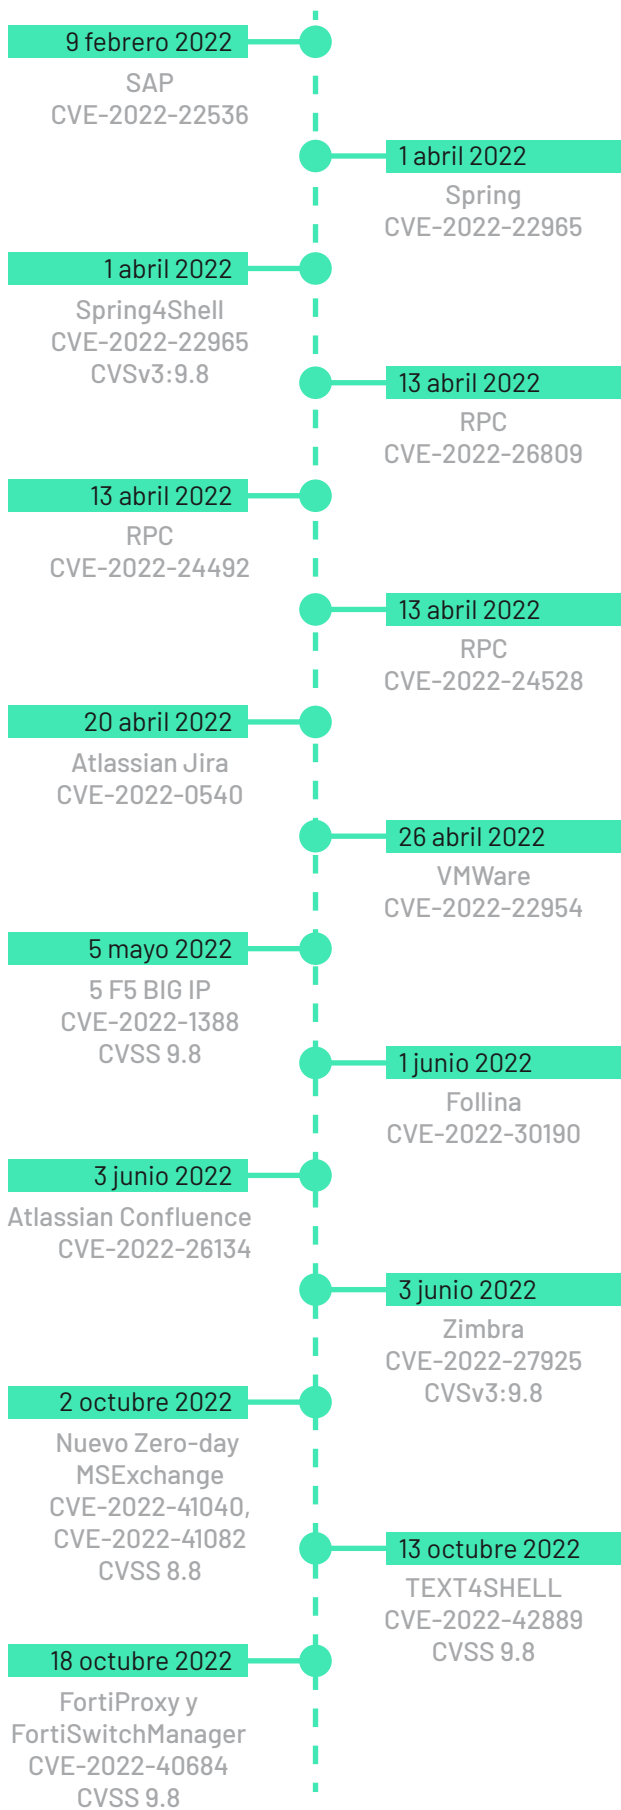 9 febrero 2022
SAP
CVE-2022-22536
1 abril 2022
Spring
CVE-2022-22965
1 abril 2022
Spring4Shell
CVE-2022-22965
CVSv3:9.8
13 abril 2022
RPC
CVE-2022-26809
13 abril 2022
RPC
CVE-2022-24492
13 abril 2022
RPC
CVE-2022-24528
20 abril 2022
Atlassian Jira
CVE-2022-0540
26 abril 2022
VMWare
CVE-2022-22954
5 mayo 2022
5 F5 BIG IP
CVE-2022-1388
CVSS 9.8
1 junio 2022
Follina
CVE-2022-30190
3 junio 2022
Atlassian Confluence
CVE-2022-26134
3 junio 2022
Zimbra
CVE-2022-27925
CVSv3:9.8
2 octubre 2022
Nuevo Zero-day
MSExchange
CVE-2022-41040,
CVE-2022-41082
CVSS 8.8
13 octubre 2022
TEXT4SHELL
CVE-2022-42889
CVSS 9.8
18 octubre 2022
FortiProxy y
FortiSwitchManager
CVE-2022-40684
CVSS 9.8